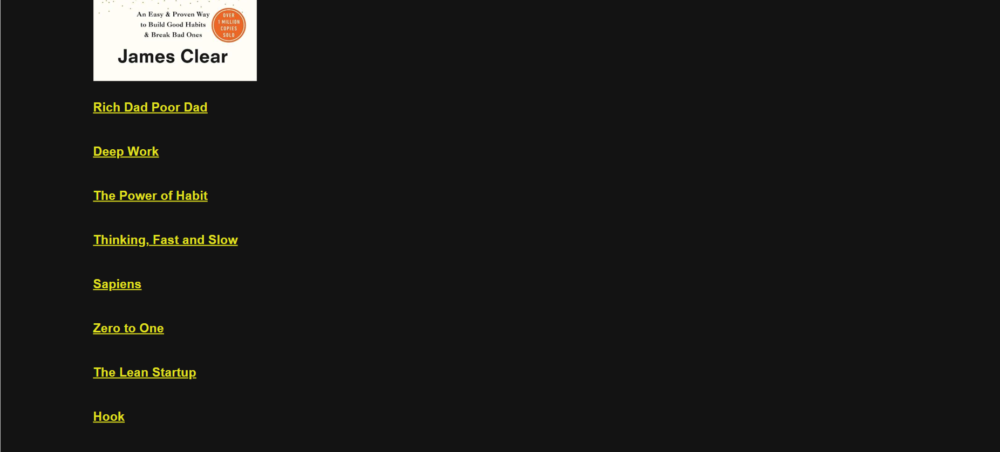 An Easy & Proven Way
to Build Good Habits
& Break Bad Ones
OVER
1 MILLION
COPIES
SOLD
James Clear
Rich Dad Poor Dad
Deep Work
The Power of Habit
Thinking, Fast and Slow
Sapiens
Zero to One
The Lean Startup
Hook